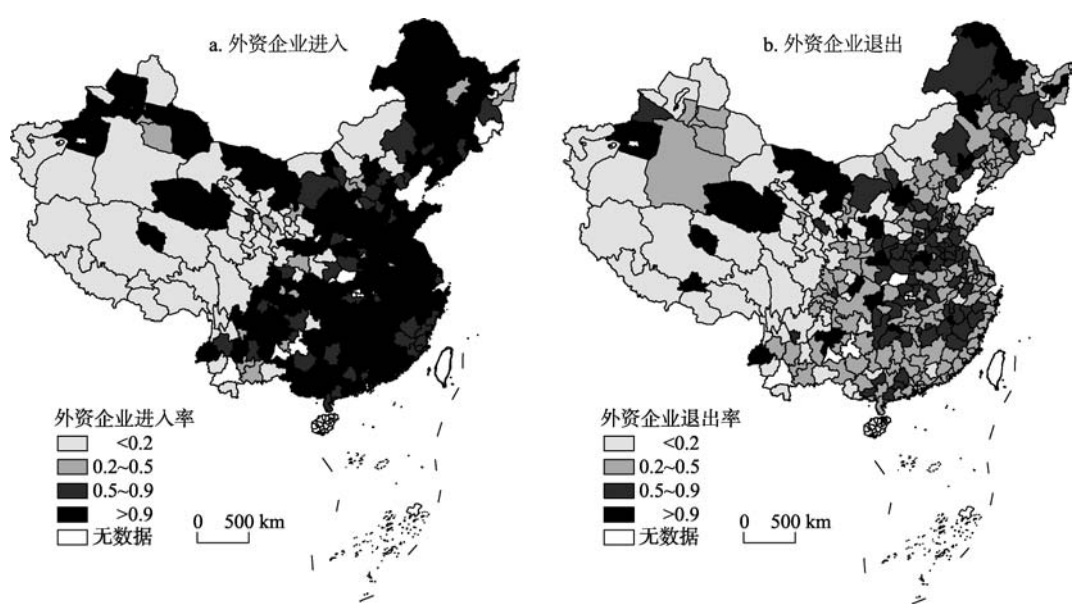 a. 外资企业进入
外资企业进入率
<0.2
0.2~0.5
0.5~0.9
>0.9
无数据
0 500 km
b. 外资企业退出
外资企业退出率
<0.2
0.2~0.5
0.5~0.9
>0.9
无数据
0 500 km